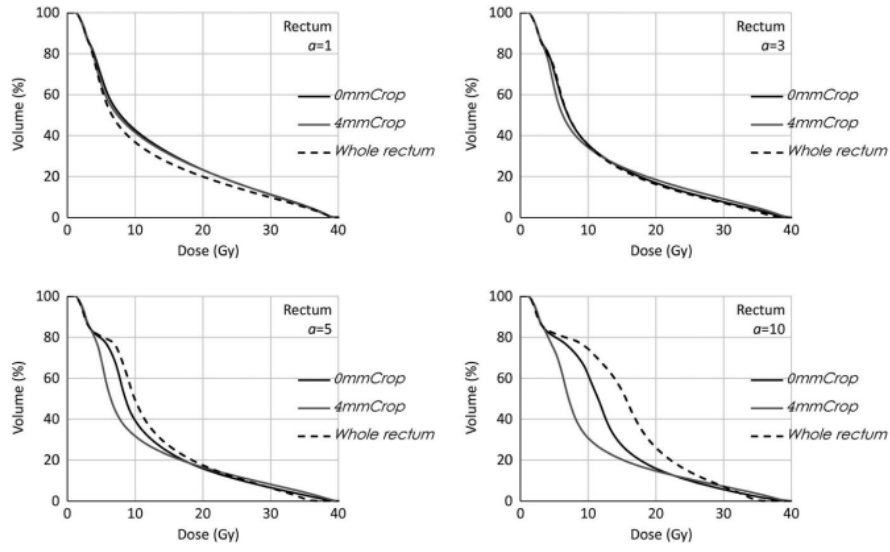 100
80
60
40
20
0
Volume (%)
0 10 20 30 40
Dose (Gy)
Rectum
a=1
0mmCrop
4mmCrop
Whole rectum
100
80
60
40
20
0
Volume (%)
0 10 20 30 40
Dose (Gy)
Rectum
a=3
0mmCrop
4mmCrop
Whole rectum
100
80
60
40
20
0
Volume (%)
0 10 20 30 40
Dose (Gy)
Rectum
a=5
0mmCrop
4mmCrop
Whole rectum
100
80
60
40
20
0
Volume (%)
0 10 20 30 40
Dose (Gy)
Rectum
a=10
0mmCrop
4mmCrop
Whole rectum